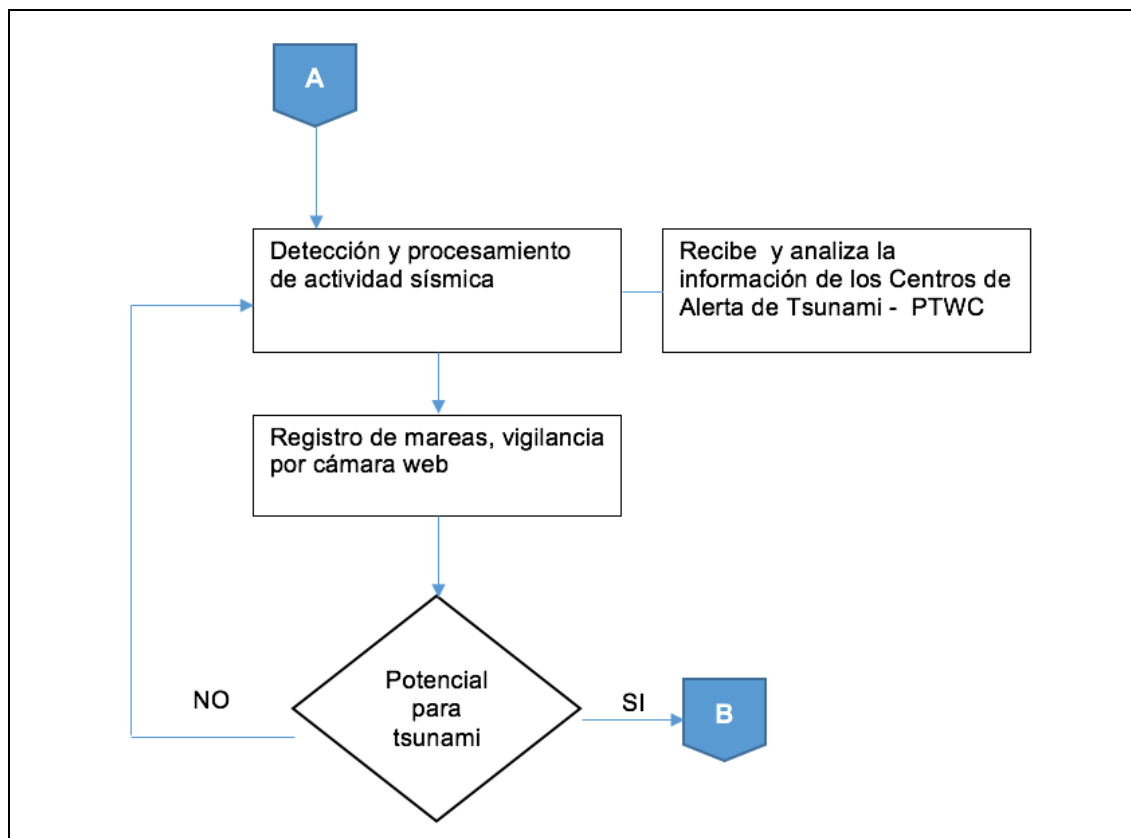 A
Detección y procesamiento
de actividad sísmica
Recibe y analiza la
información de los Centros de
Alerta de Tsunami - PTWC
Registro de mareas, vigilancia
por cámara web
Potencial
para
tsunami
NO
SI
B